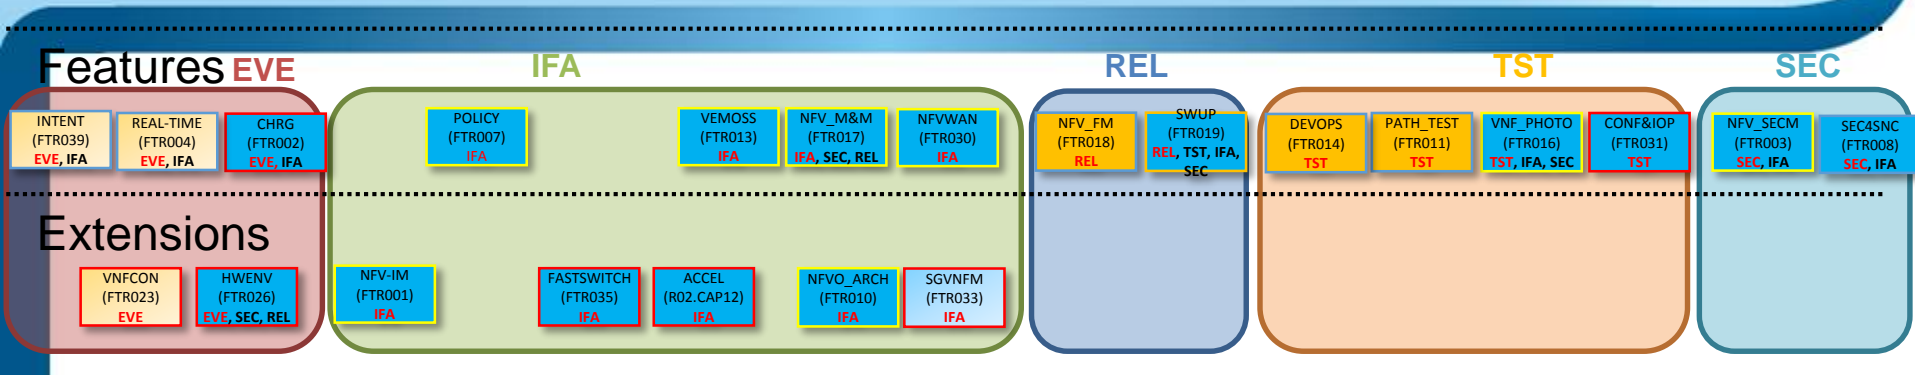 Features
EVE
IFA
REL
TST
SEC
INTENT
(FTR039)
EVE, IFA
REAL-TIME
(FTR004)
EVE, IFA
CHRG
(FTR002)
EVE, IFA
POLICY
(FTR007)
IFA
VEMOSS
(FTR013)
IFA
NFV_M&M
(FTR017)
IFA, SEC, REL
NFVWAN
(FTR030)
IFA
NFV_FM
(FTR018)
REL
SWUP
(FTR019)
REL, TST, IFA,
SEC
DEVOPS
(FTR014)
TST
PATH_TEST
(FTR011)
TST
VNF_PHOTO
(FTR016)
TST, IFA, SEC
CONF&IOP
(FTR031)
TST
NFV_SECM
(FTR003)
SEC, IFA
SEC4SNC
(FTR008)
SEC, IFA
Extensions
VNFCON
(FTR023)
EVE
HWENV
(FTR026)
EVE, SEC, REL
NFV-IM
(FTR001)
IFA
FASTSWITCH
(FTR035)
IFA
ACCEL
(R02.CAP12)
IFA
NFVO_ARCH
(FTR010)
IFA
SGVNFM
(FTR033)
IFA